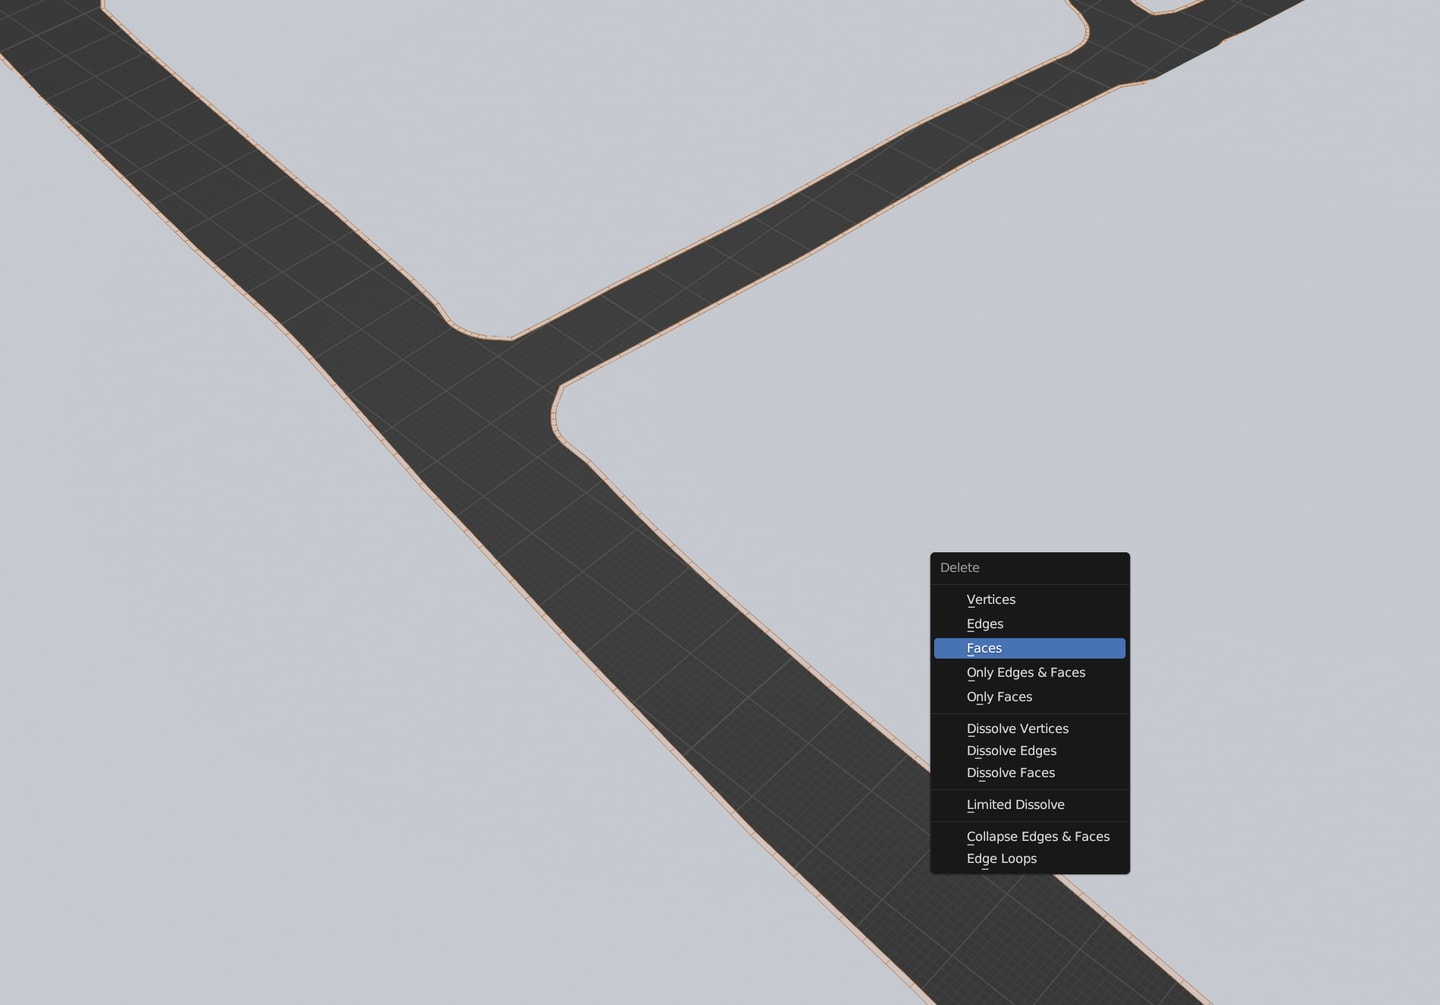 Delete
Vertices
Edges
Faces
Only Edges & Faces
Only Faces
Dissolve Vertices
Dissolve Edges
Dissolve Faces
Limited Dissolve
Collapse Edges & Faces
Edge Loops